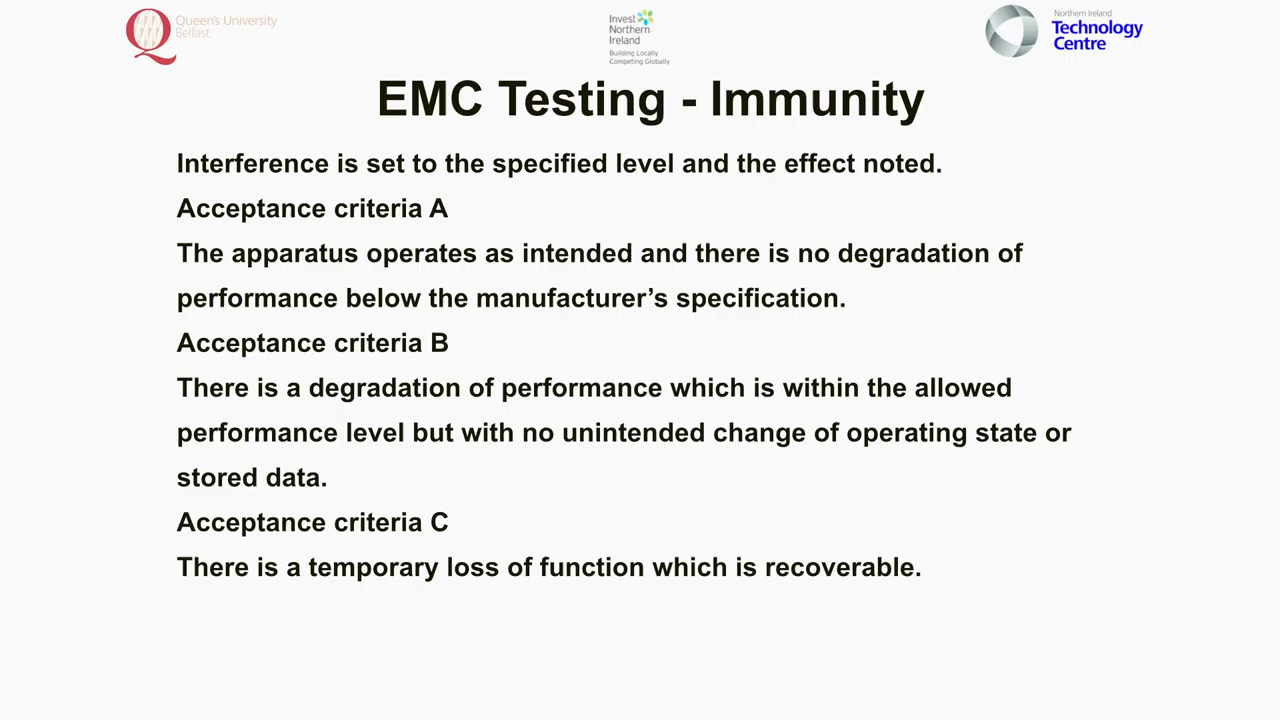 Queen's University
Belfast
Invest
Northern
Ireland
Building Locally
Competing Globally
Northern Ireland
Technology
Centre
EMC Testing - Immunity
Interference is set to the specified level and the effect noted.
Acceptance criteria A
The apparatus operates as intended and there is no degradation of
performance below the manufacturer’s specification.
Acceptance criteria B
There is a degradation of performance which is within the allowed
performance level but with no unintended change of operating state or
stored data.
Acceptance criteria C
There is a temporary loss of function which is recoverable.